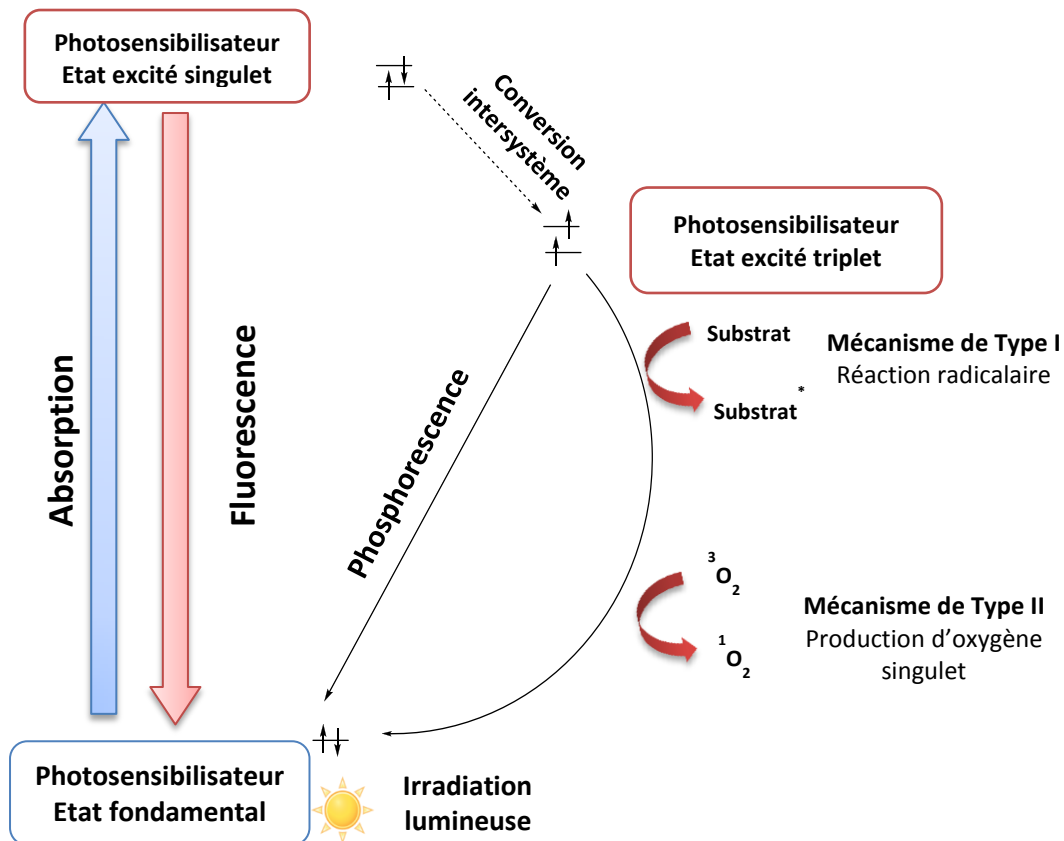 Photosensibilisateur
Etat excité singulet
Conversion
intersystème
Photosensibilisateur
Etat excité triplet
Absorption
Fluorescence
Phosphorescence
Substrat
Substrat*
Mécanisme de Type I
Réaction radicalaire
³O₂
¹O₂
Mécanisme de Type II
Production d’oxygène
singulet
Photosensibilisateur
Etat fondamental
Irradiation
lumineuse